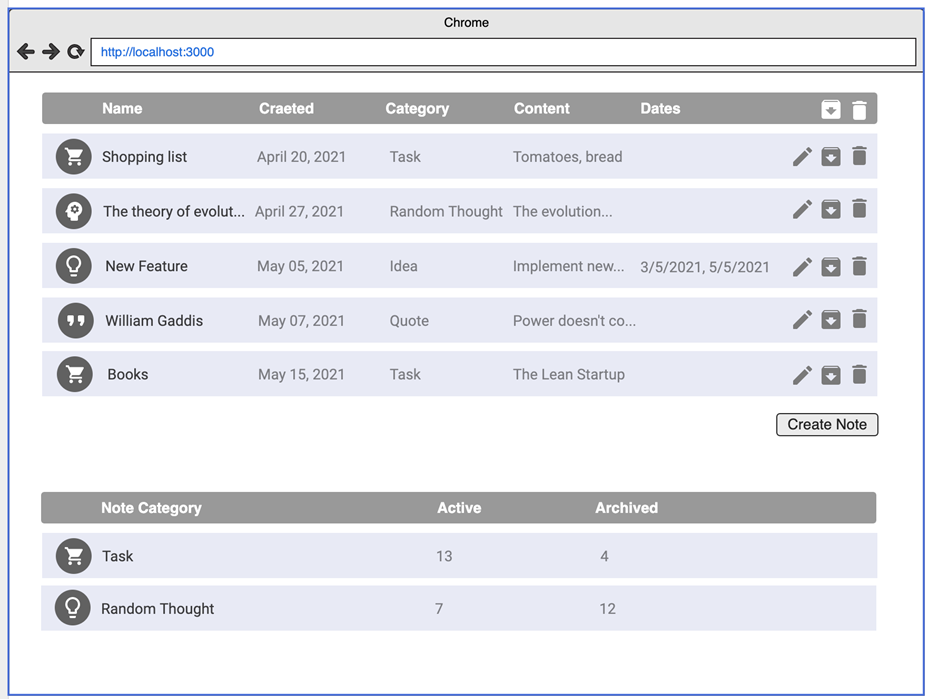 Chrome
http://localhost:3000
Name Craeted Category Content Dates
Shopping list April 20, 2021 Task Tomatoes, bread
The theory of evolut... April 27, 2021 Random Thought The evolution...
New Feature May 05, 2021 Idea Implement new... 3/5/2021, 5/5/2021
William Gaddis May 07, 2021 Quote Power doesn't co...
Books May 15, 2021 Task The Lean Startup
Create Note
Note Category Active Archived
Task 13 4
Random Thought 7 12